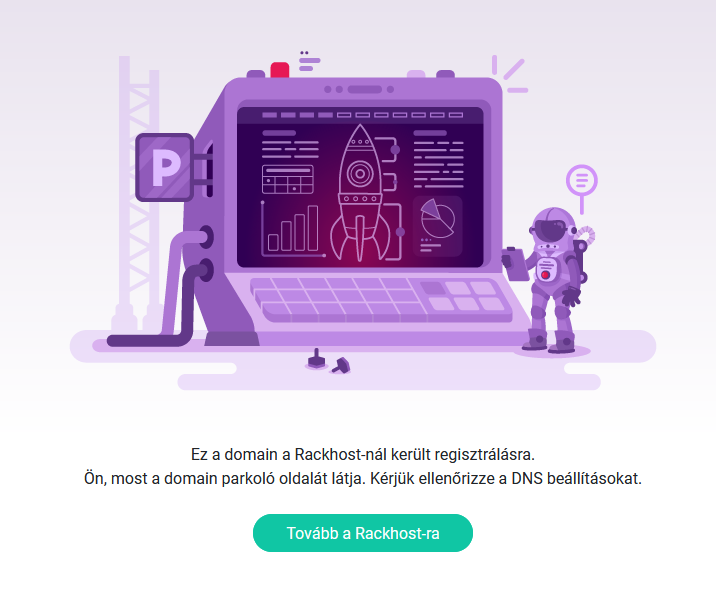 P
Ez a domain a Rackhost-nál került regisztrálásra.
Ön, most a domain parkoló oldalát látja. Kérjük ellenőrizze a DNS beállításokat.
Tovább a Rackhost-ra